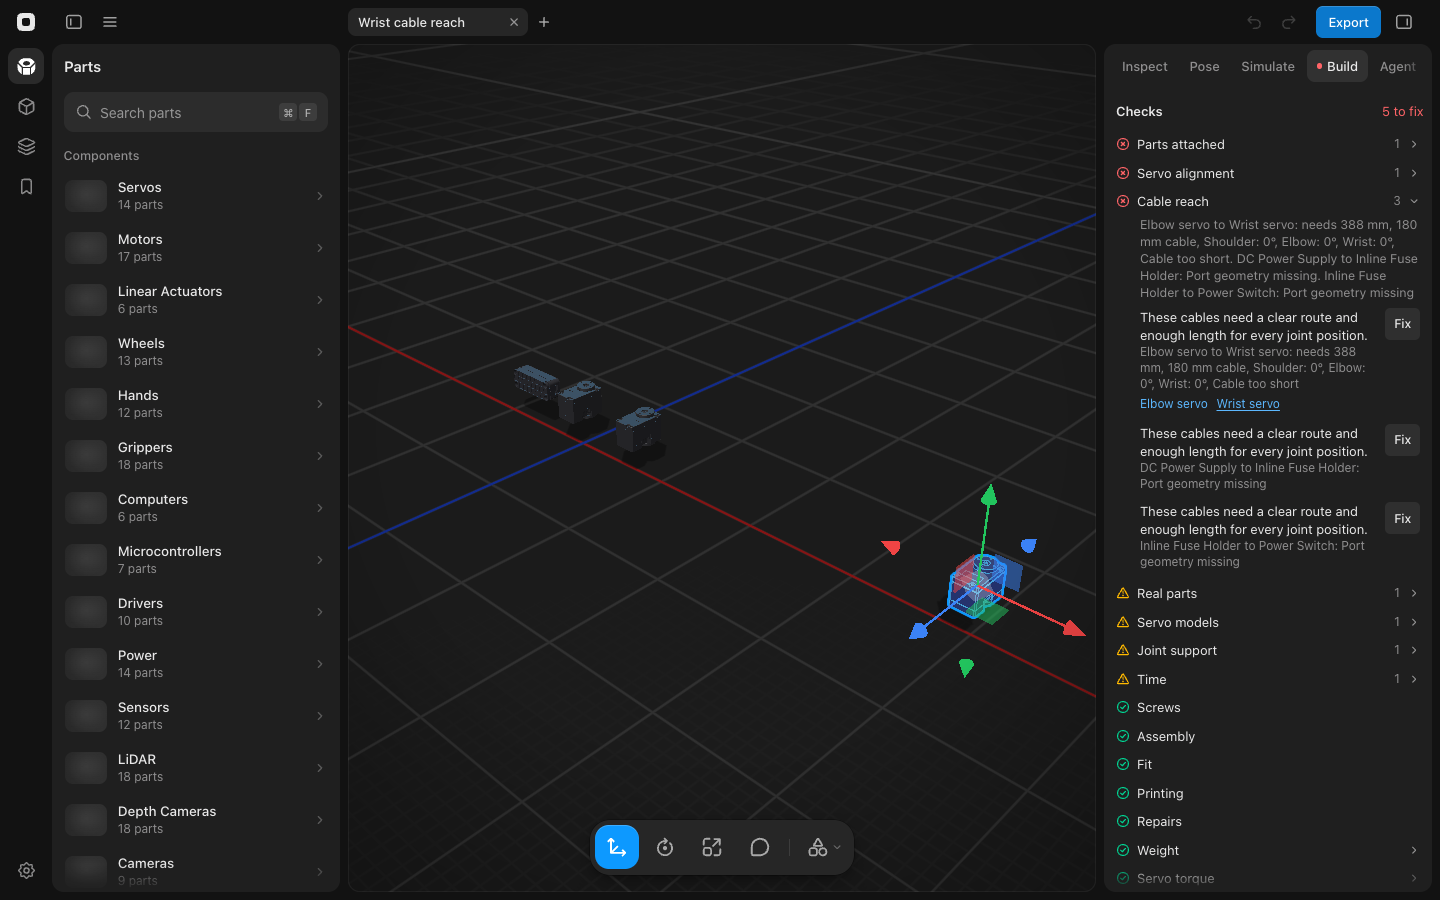 Wrist cable reach
Export
Parts
Search parts
⌘ F
Components
Servos
14 parts
Motors
17 parts
Linear Actuators
6 parts
Wheels
13 parts
Hands
12 parts
Grippers
18 parts
Computers
6 parts
Microcontrollers
7 parts
Drivers
10 parts
Power
14 parts
Sensors
12 parts
LiDAR
18 parts
Depth Cameras
18 parts
Cameras
9 parts
Inspect Pose Simulate Build Agent
Checks 5 to fix
Parts attached 1
Servo alignment 1
Cable reach 3
Elbow servo to Wrist servo: needs 388 mm, 180
mm cable, Shoulder: 0°, Elbow: 0°, Wrist: 0°,
Cable too short. DC Power Supply to Inline Fuse
Holder: Port geometry missing. Inline Fuse
Holder to Power Switch: Port geometry missing
These cables need a clear route and
enough length for every joint position.
Fix
Elbow servo to Wrist servo: needs 388
mm, 180 mm cable, Shoulder: 0°, Elbow:
0°, Wrist: 0°, Cable too short
Elbow servo Wrist servo
These cables need a clear route and
enough length for every joint position.
Fix
DC Power Supply to Inline Fuse Holder:
Port geometry missing
These cables need a clear route and
enough length for every joint position.
Fix
Inline Fuse Holder to Power Switch: Port
geometry missing
Real parts 1
Servo models 1
Joint support 1
Time 1
Screws
Assembly
Fit
Printing
Repairs
Weight
Servo torque